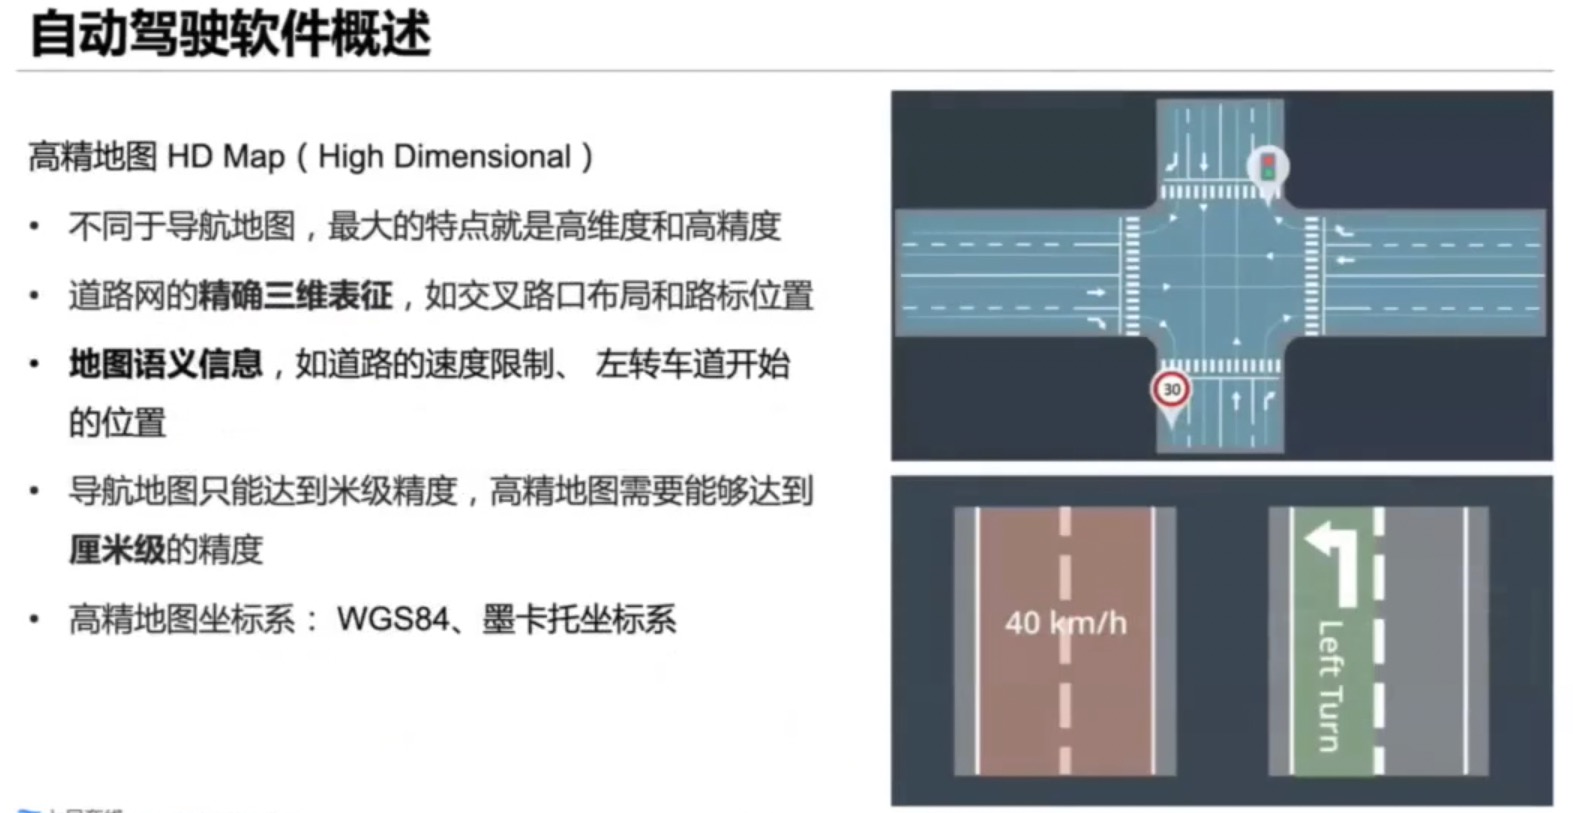 自动驾驶软件概述
高精地图 HD Map（High Dimensional）
• 不同于导航地图，最大的特点就是高维度和高精度
• 道路网的精确三维表征，如交叉路口布局和路标位置
• 地图语义信息，如道路的速度限制、 左转车道开始
的位置
• 导航地图只能达到米级精度，高精地图需要能够达到
厘米级的精度
• 高精地图坐标系： WGS84、墨卡托坐标系
30
40 km/h
Left Turn